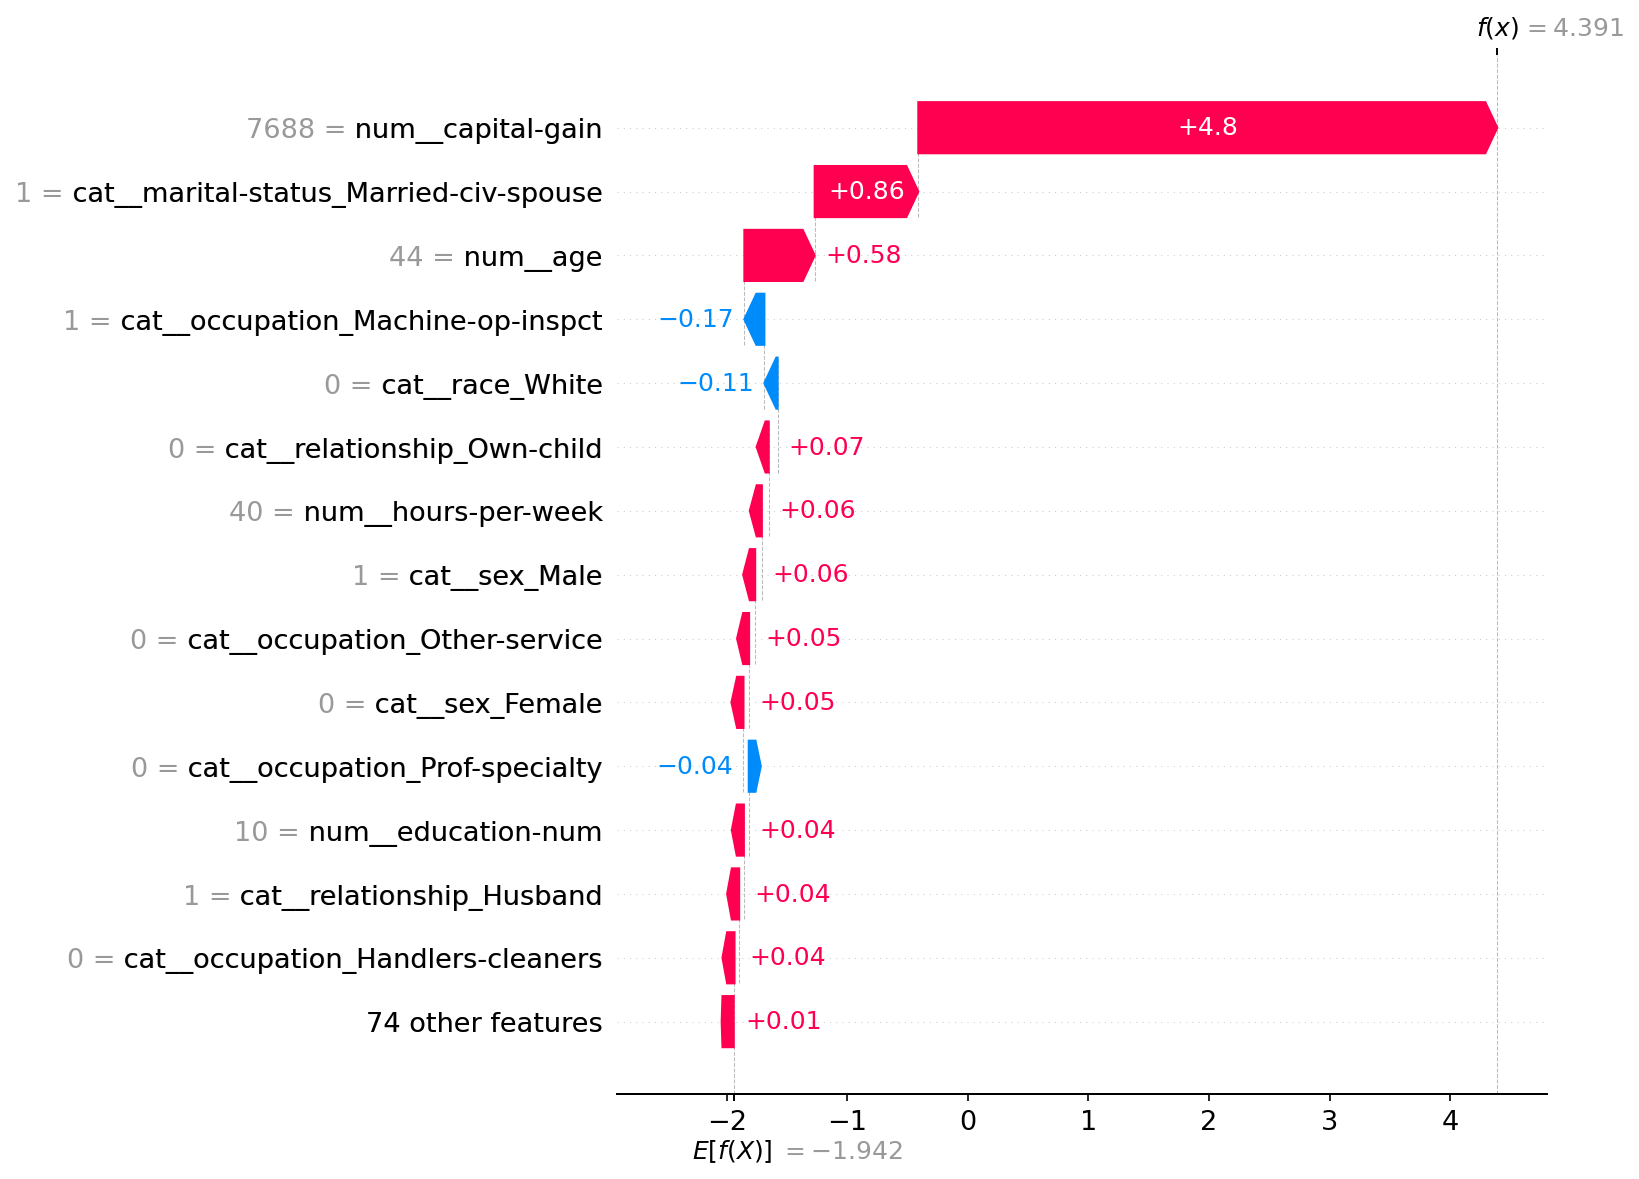 f(x) = 4.391
7688 = num__capital-gain +4.8
1 = cat__marital-status_Married-civ-spouse +0.86
44 = num__age +0.58
1 = cat__occupation_Machine-op-inspct −0.17
0 = cat__race_White −0.11
0 = cat__relationship_Own-child +0.07
40 = num__hours-per-week +0.06
1 = cat__sex_Male +0.06
0 = cat__occupation_Other-service +0.05
0 = cat__sex_Female +0.05
0 = cat__occupation_Prof-specialty −0.04
10 = num__education-num +0.04
1 = cat__relationship_Husband +0.04
0 = cat__occupation_Handlers-cleaners +0.04
74 other features +0.01
−2 −1 0 1 2 3 4
E[f(X)] = −1.942